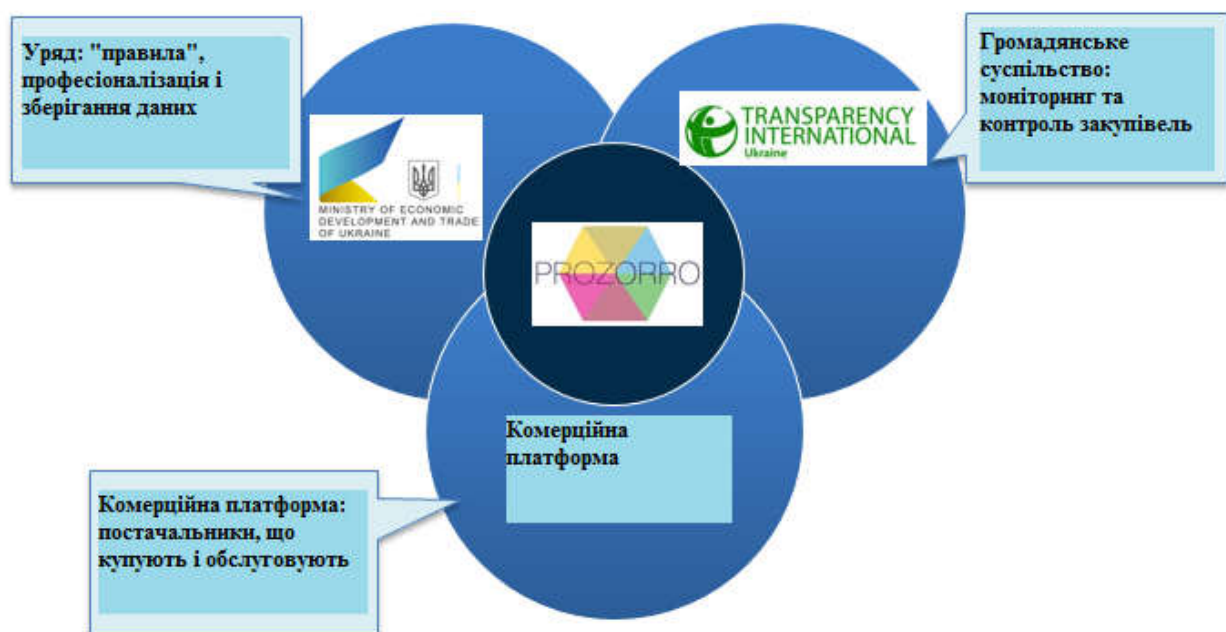 Уряд: "правила",
професіоналізація і
зберігання даних
Громадянське
суспільство:
моніторинг та
контроль закупівель
TRANSPARENCY
INTERNATIONAL
Ukraine
MINISTRY OF ECONOMIC
DEVELOPMENT AND TRADE
OF UKRAINE
PROZORRO
Комерційна
платформа
Комерційна платформа:
постачальники, що
купують і обслуговують